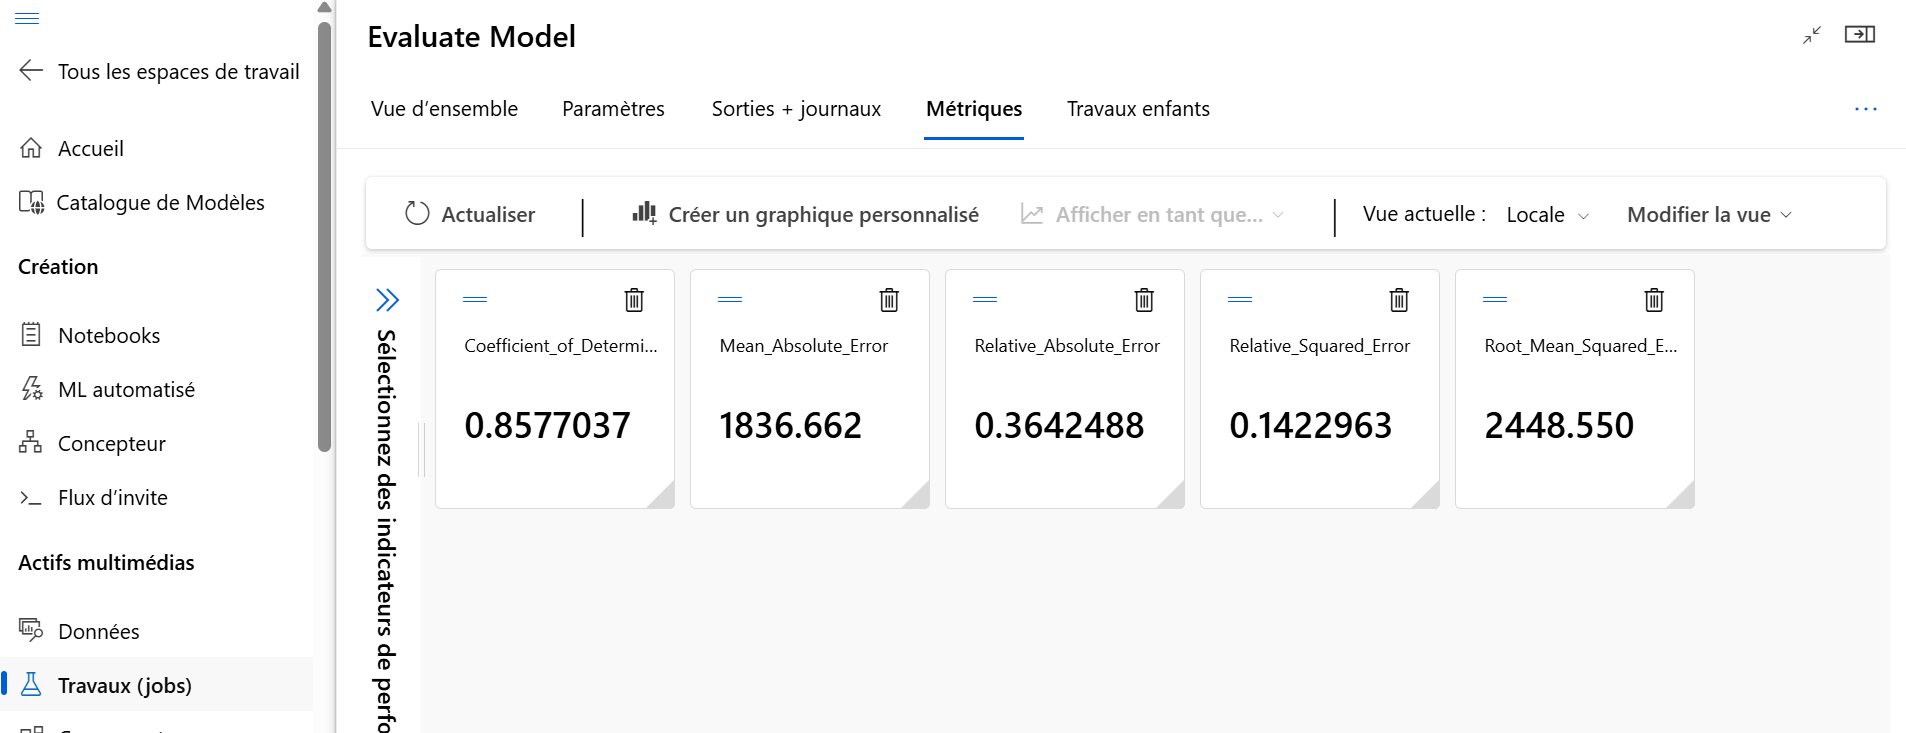 Tous les espaces de travail
Accueil
Catalogue de Modèles
Création
Notebooks
ML automatisé
Concepteur
Flux d’invite
Actifs multimédias
Données
Travaux (jobs)
Evaluate Model
Vue d’ensemble Paramètres Sorties + journaux Métriques Travaux enfants
Actualiser Créer un graphique personnalisé Afficher en tant que... Vue actuelle : Locale Modifier la vue
Sélectionnez des indicateurs de perfo
Coefficient_of_Determi...
0.8577037
Mean_Absolute_Error
1836.662
Relative_Absolute_Error
0.3642488
Relative_Squared_Error
0.1422963
Root_Mean_Squared_E...
2448.550